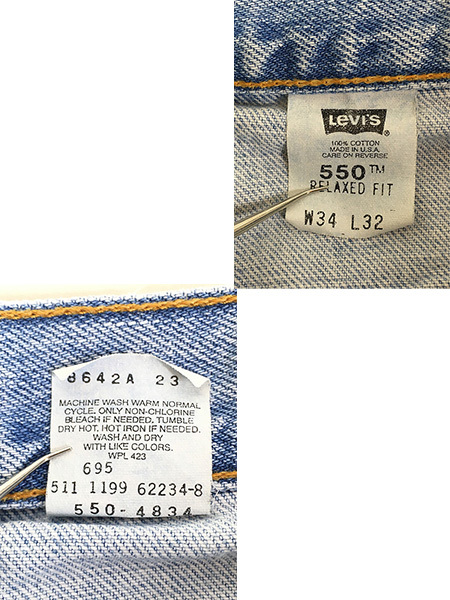 Levi's
100% COTTON
MADE IN U.S.A.
CARE ON REVERSE
550™
RELAXED FIT
W34 L32
8642A 23
MACHINE WASH WARM NORMAL
CYCLE. ONLY NON-CHLORINE
BLEACH IF NEEDED. TUMBLE
DRY HOT. HOT IRON IF NEEDED.
WASH AND DRY
WITH LIKE COLORS.
WPL 423
695
511 1199 62234-8
550-4834